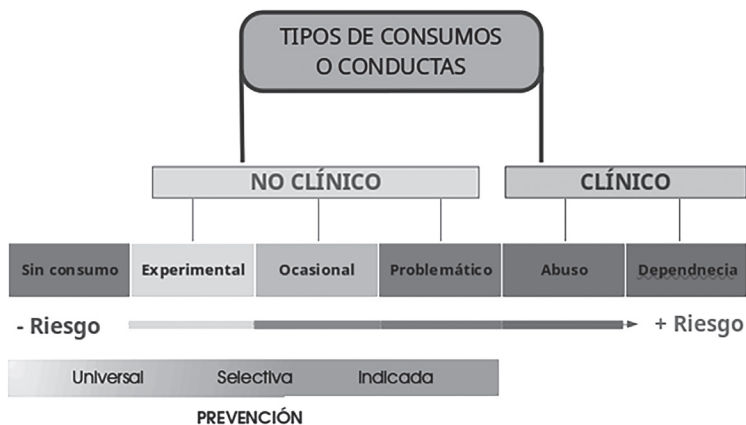 TIPOS DE CONSUMOS
O CONDUCTAS
NO CLÍNICO
CLÍNICO
Sin consumo
Experimental
Ocasional
Problemático
Abuso
Dependnecia
- Riesgo
+ Riesgo
Universal
Selectiva
Indicada
PREVENCIÓN